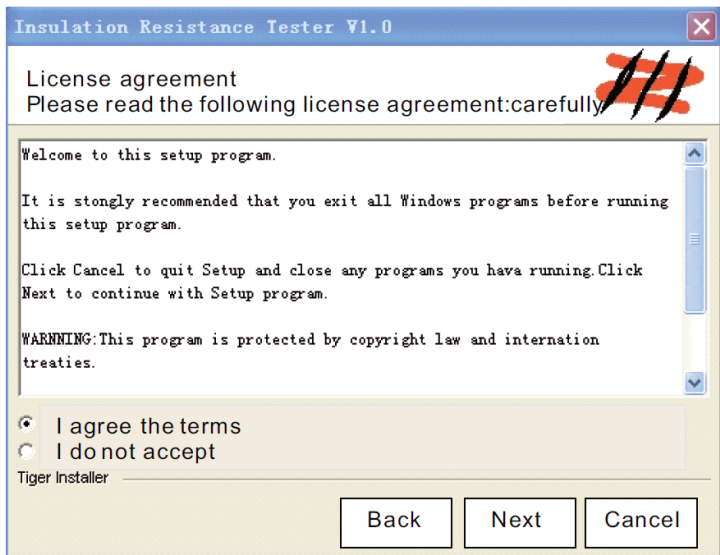 Insulation Resistance Tester V1.0
License agreement
Please read the following license agreement:carefully
Welcome to this setup program.
It is stongly recommended that you exit all Windows programs before running
this setup program.
Click Cancel to quit Setup and close any programs you hava running.Click
Next to continue with Setup program.
WARNNING:This program is protected by copyright law and internation
treaties.
I agree the terms
I do not accept
Tiger Installer
Back Next Cancel